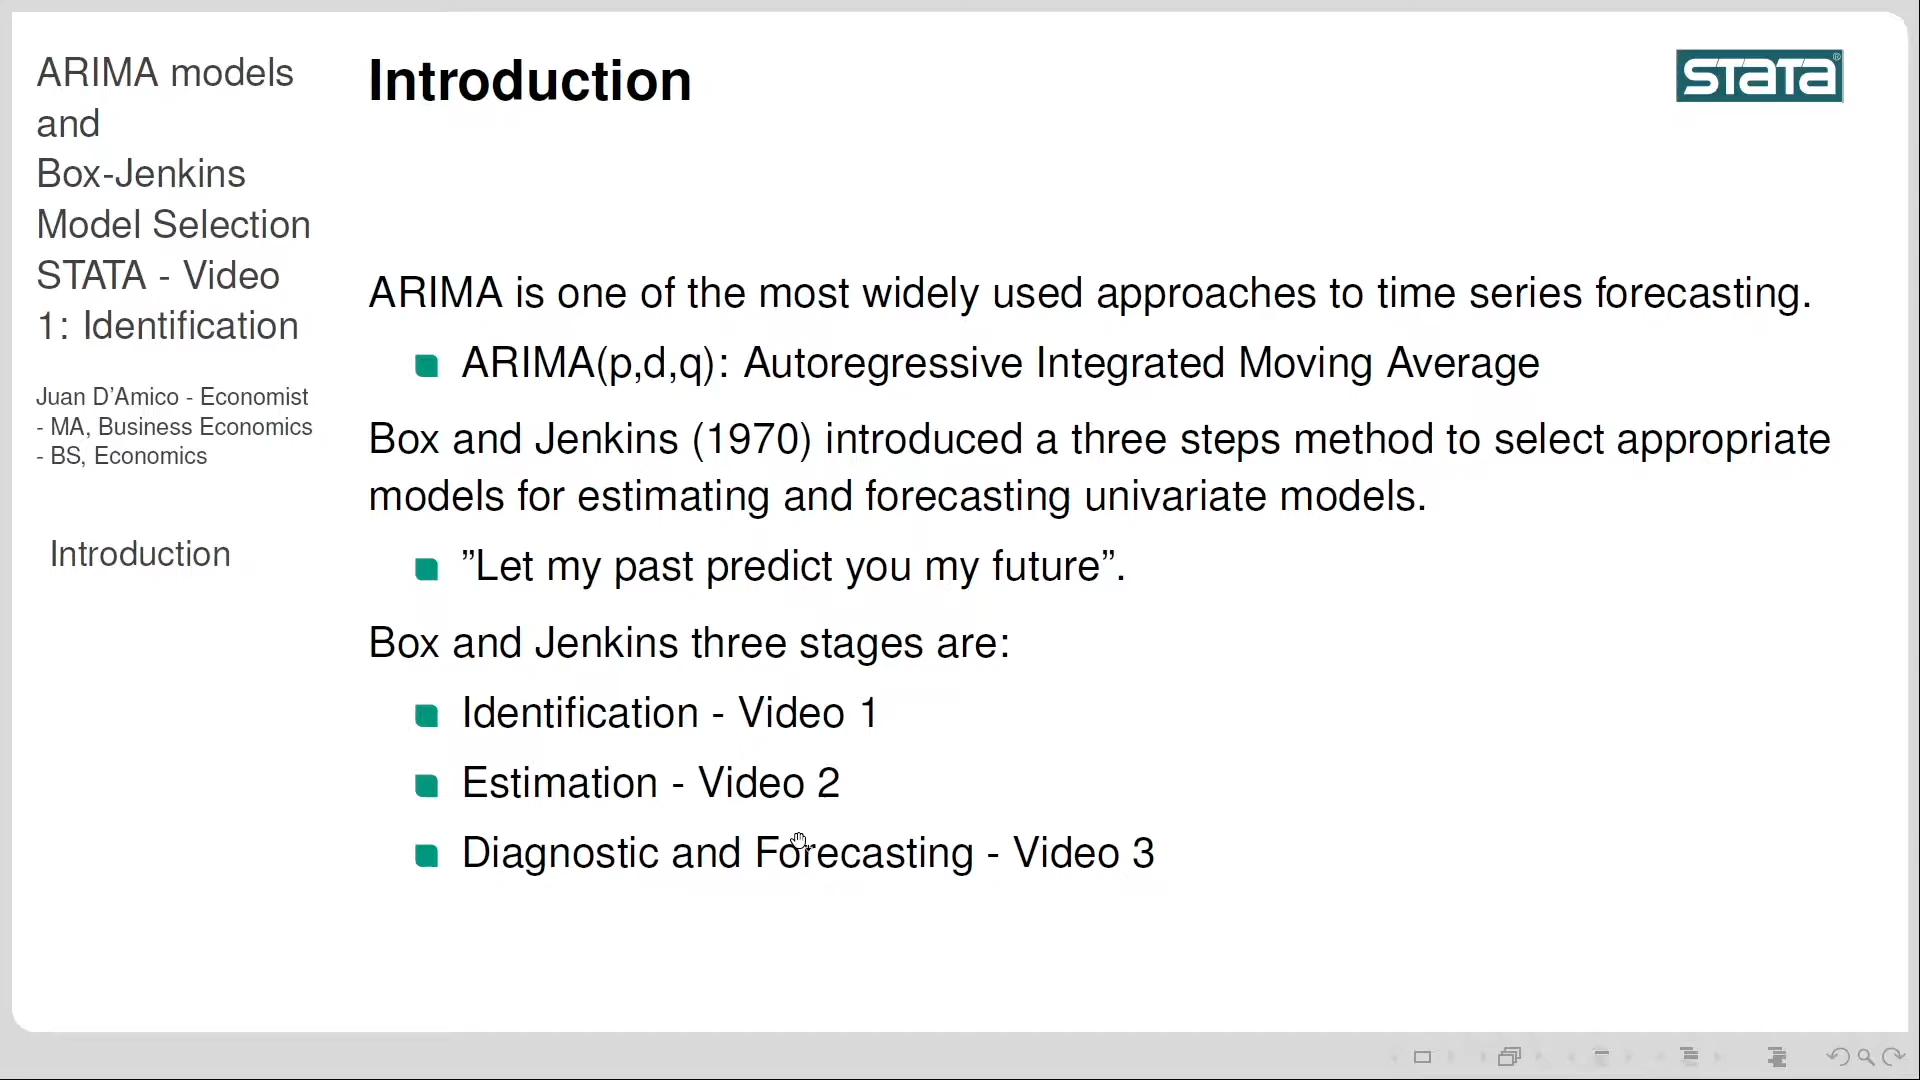 ARIMA models
and
Box-Jenkins
Model Selection
STATA - Video
1: Identification
Juan D'Amico - Economist
- MA, Business Economics
- BS, Economics
Introduction
Introduction
stata®
ARIMA is one of the most widely used approaches to time series forecasting.
ARIMA(p,d,q): Autoregressive Integrated Moving Average
Box and Jenkins (1970) introduced a three steps method to select appropriate
models for estimating and forecasting univariate models.
”Let my past predict you my future”.
Box and Jenkins three stages are:
Identification - Video 1
Estimation - Video 2
Diagnostic and Forecasting - Video 3